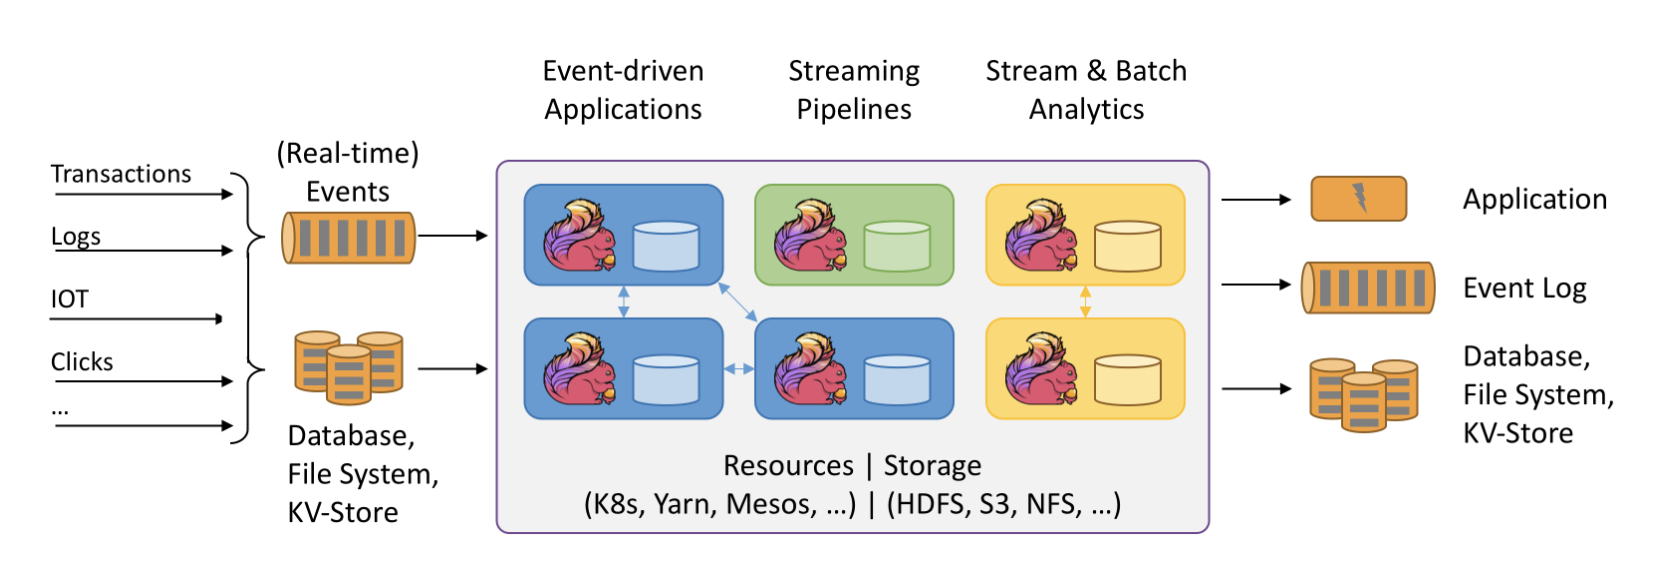 Event-driven
Applications
Streaming
Pipelines
Stream & Batch
Analytics
Transactions
Logs
IOT
Clicks
...
(Real-time)
Events
Database,
File System,
KV-Store
Resources | Storage
(K8s, Yarn, Mesos, ...) | (HDFS, S3, NFS, ...)
Application
Event Log
Database,
File System,
KV-Store